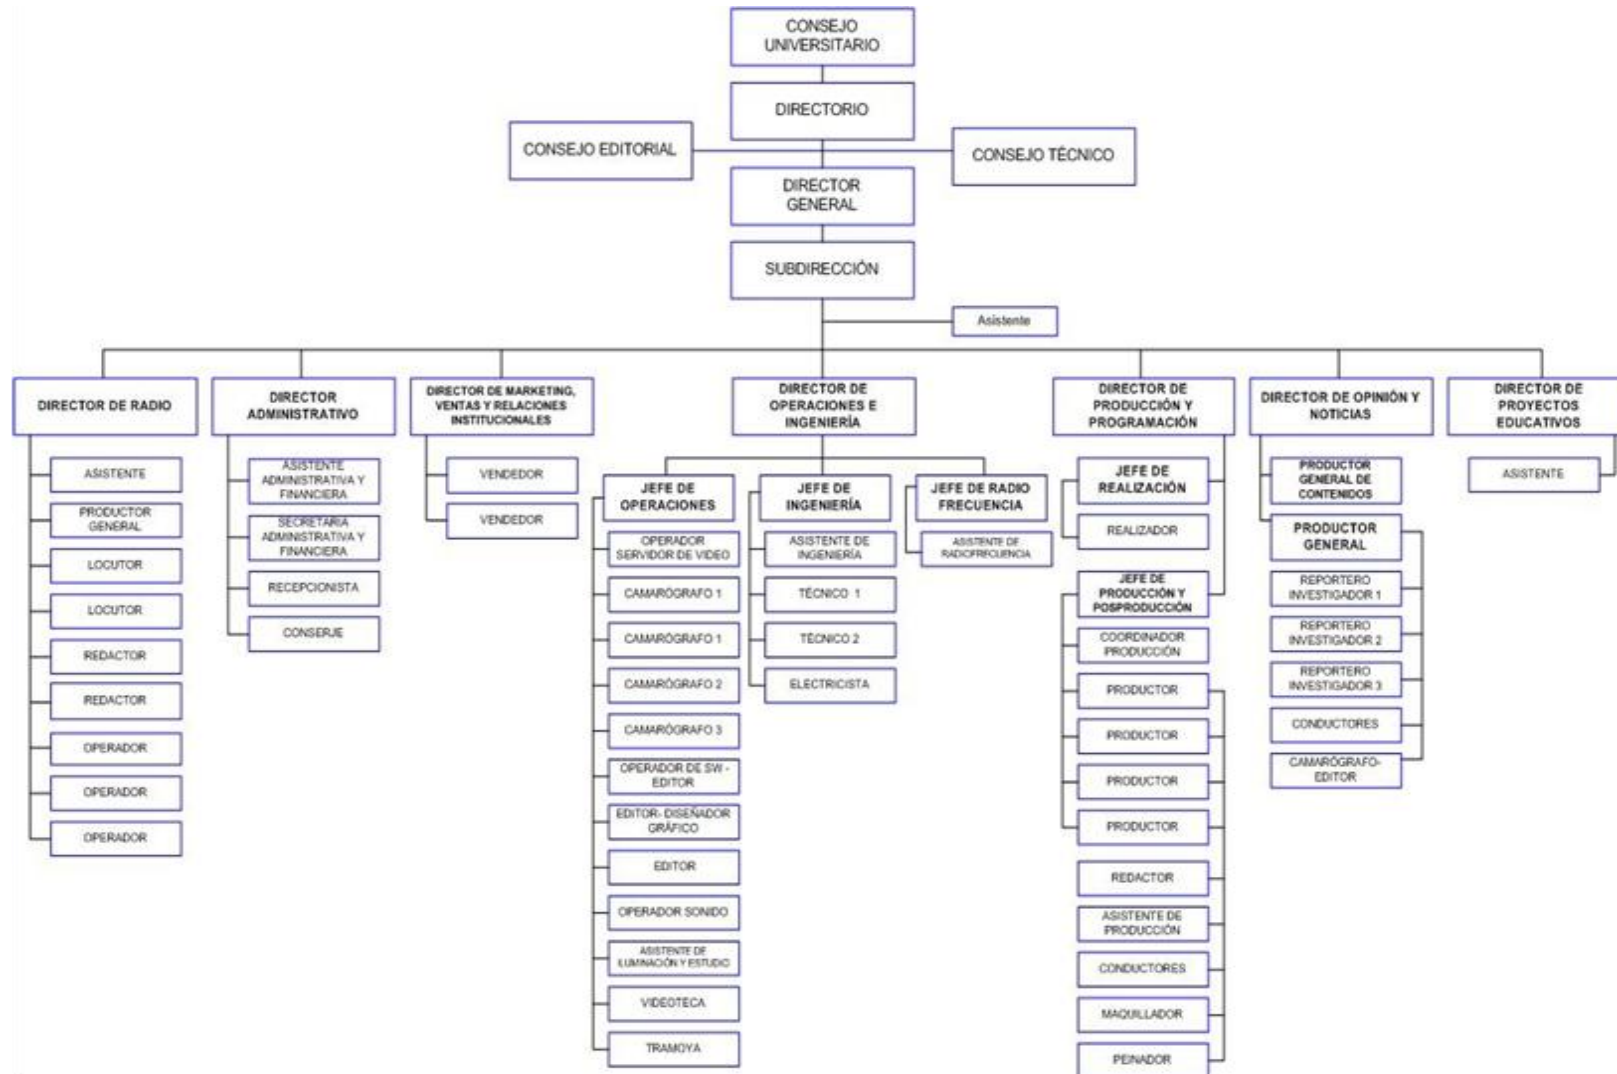 CONSEJO
UNIVERSITARIO
DIRECTORIO
CONSEJO EDITORIAL
CONSEJO TÉCNICO
DIRECTOR
GENERAL
SUBDIRECCIÓN
Asistente
DIRECTOR DE RADIO
ASISTENTE
PRODUCTOR
GENERAL
LOCUTOR
LOCUTOR
REDACTOR
REDACTOR
OPERADOR
OPERADOR
OPERADOR
DIRECTOR
ADMINISTRATIVO
ASISTENTE
ADMINISTRATIVA Y
FINANCIERA
SECRETARIA
ADMINISTRATIVA Y
FINANCIERA
RECEPCIONISTA
CONSERJE
DIRECTOR DE MARKETING,
VENTAS Y RELACIONES
INSTITUCIONALES
VENDEDOR
VENDEDOR
DIRECTOR DE
OPERACIONES E
INGENIERÍA
JEFE DE
OPERACIONES
OPERADOR
SERVIDOR DE VIDEO
CAMARÓGRAFO 1
CAMARÓGRAFO 1
CAMARÓGRAFO 2
CAMARÓGRAFO 3
OPERADOR DE SW -
EDITOR
EDITOR- DISEÑADOR
GRÁFICO
EDITOR
OPERADOR SONIDO
ASISTENTE DE
ILUMINACIÓN Y ESTUDIO
VIDEOTECA
TRAMOYA
JEFE DE
INGENIERÍA
ASISTENTE DE
INGENIERÍA
TÉCNICO 1
TÉCNICO 2
ELECTRICISTA
JEFE DE RADIO
FRECUENCIA
ASISTENTE DE
RADIOFRECUENCIA
DIRECTOR DE
PRODUCCIÓN Y
PROGRAMACIÓN
JEFE DE
REALIZACIÓN
REALIZADOR
JEFE DE
PRODUCCIÓN Y
POSPRODUCCIÓN
COORDINADOR
PRODUCCIÓN
PRODUCTOR
PRODUCTOR
PRODUCTOR
PRODUCTOR
REDACTOR
ASISTENTE DE
PRODUCCIÓN
CONDUCTORES
MAQUILLADOR
PEINADOR
DIRECTOR DE OPINIÓN Y
NOTICIAS
PRODUCTOR
GENERAL DE
CONTENIDOS
PRODUCTOR
GENERAL
REPORTERO
INVESTIGADOR 1
REPORTERO
INVESTIGADOR 2
REPORTERO
INVESTIGADOR 3
CONDUCTORES
CAMARÓGRAFO-
EDITOR
DIRECTOR DE
PROYECTOS
EDUCATIVOS
ASISTENTE